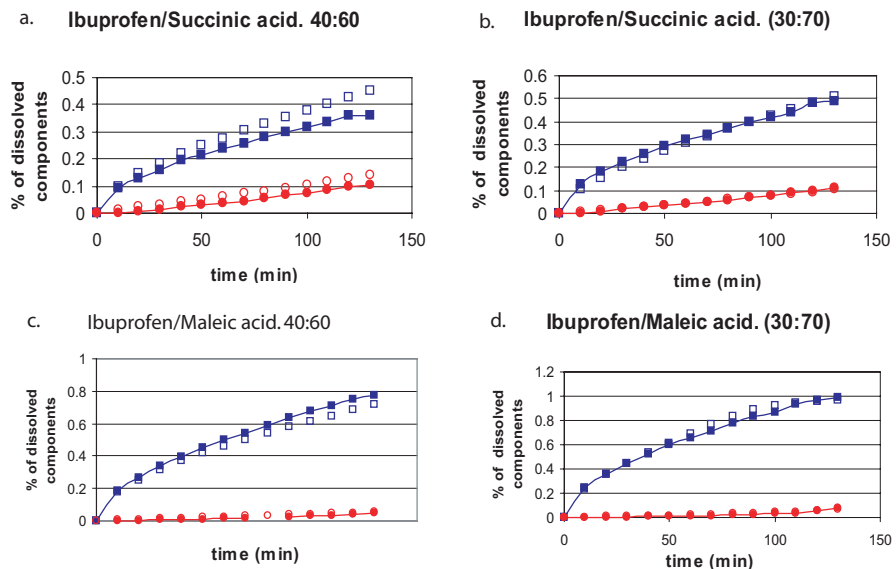 a. Ibuprofen/Succinic acid. 40:60
% of dissolved
components
0.5
0.4
0.3
0.2
0.1
0
0 50 100 150
time (min)
b. Ibuprofen/Succinic acid. (30:70)
% of dissolved
components
0.6
0.5
0.4
0.3
0.2
0.1
0
0 50 100 150
time (min)
c. Ibuprofen/Maleic acid. 40:60
% of dissolved
components
1
0.8
0.6
0.4
0.2
0
time (min)
d. Ibuprofen/Maleic acid. (30:70)
% of dissolved
components
1.2
1
0.8
0.6
0.4
0.2
0
0 50 100 150
time (min)